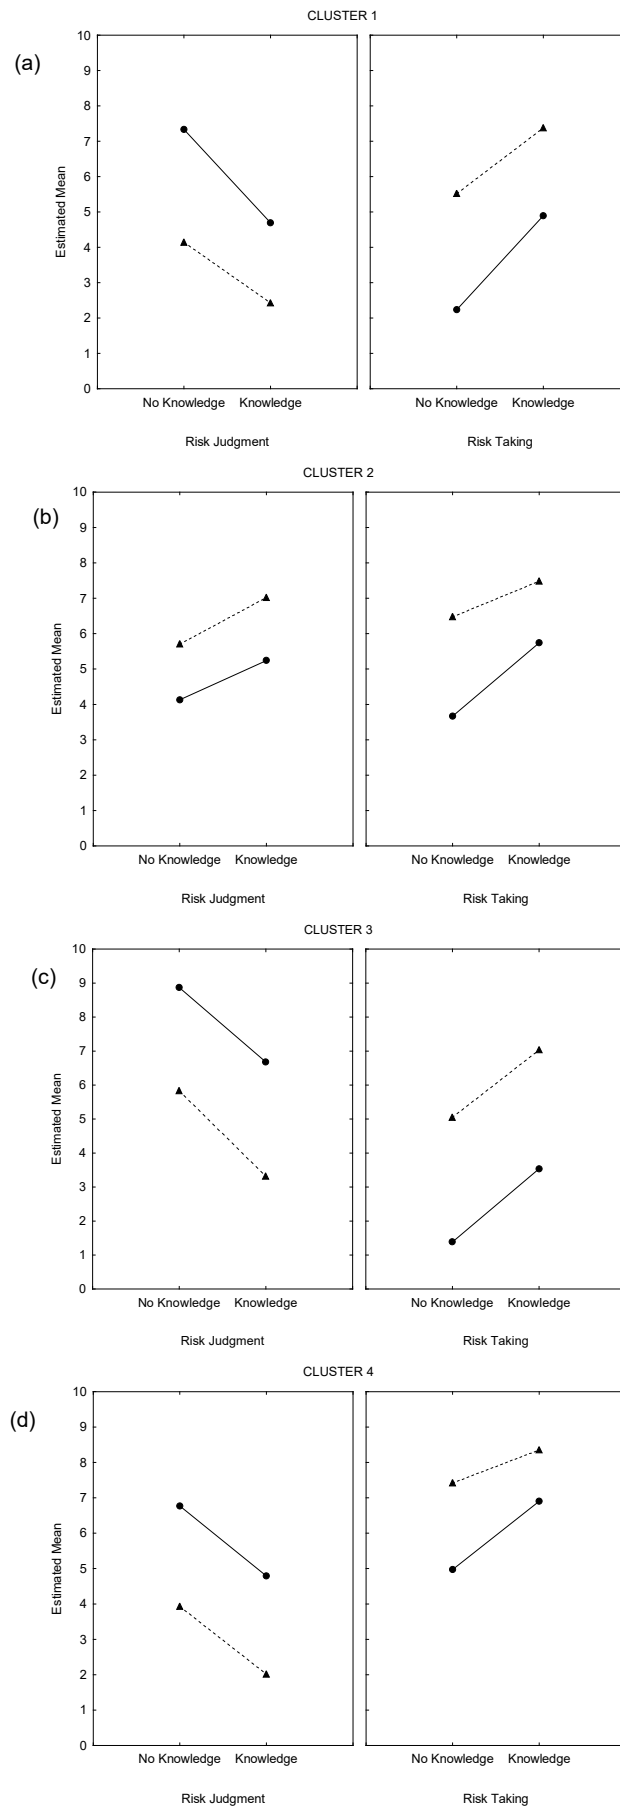 CLUSTER 1
(a)
10
9
8
7
6
5
4
3
2
1
0
Estimated Mean
No Knowledge Knowledge No Knowledge Knowledge
Risk Judgment Risk Taking
CLUSTER 2
(b)
10
9
8
7
6
5
4
3
2
1
0
Estimated Mean
No Knowledge Knowledge No Knowledge Knowledge
Risk Judgment Risk Taking
CLUSTER 3
(c)
10
9
8
7
6
5
4
3
2
1
0
Estimated Mean
No Knowledge Knowledge No Knowledge Knowledge
Risk Judgment Risk Taking
CLUSTER 4
(d)
10
9
8
7
6
5
4
3
2
1
0
Estimated Mean
No Knowledge Knowledge No Knowledge Knowledge
Risk Judgment Risk Taking